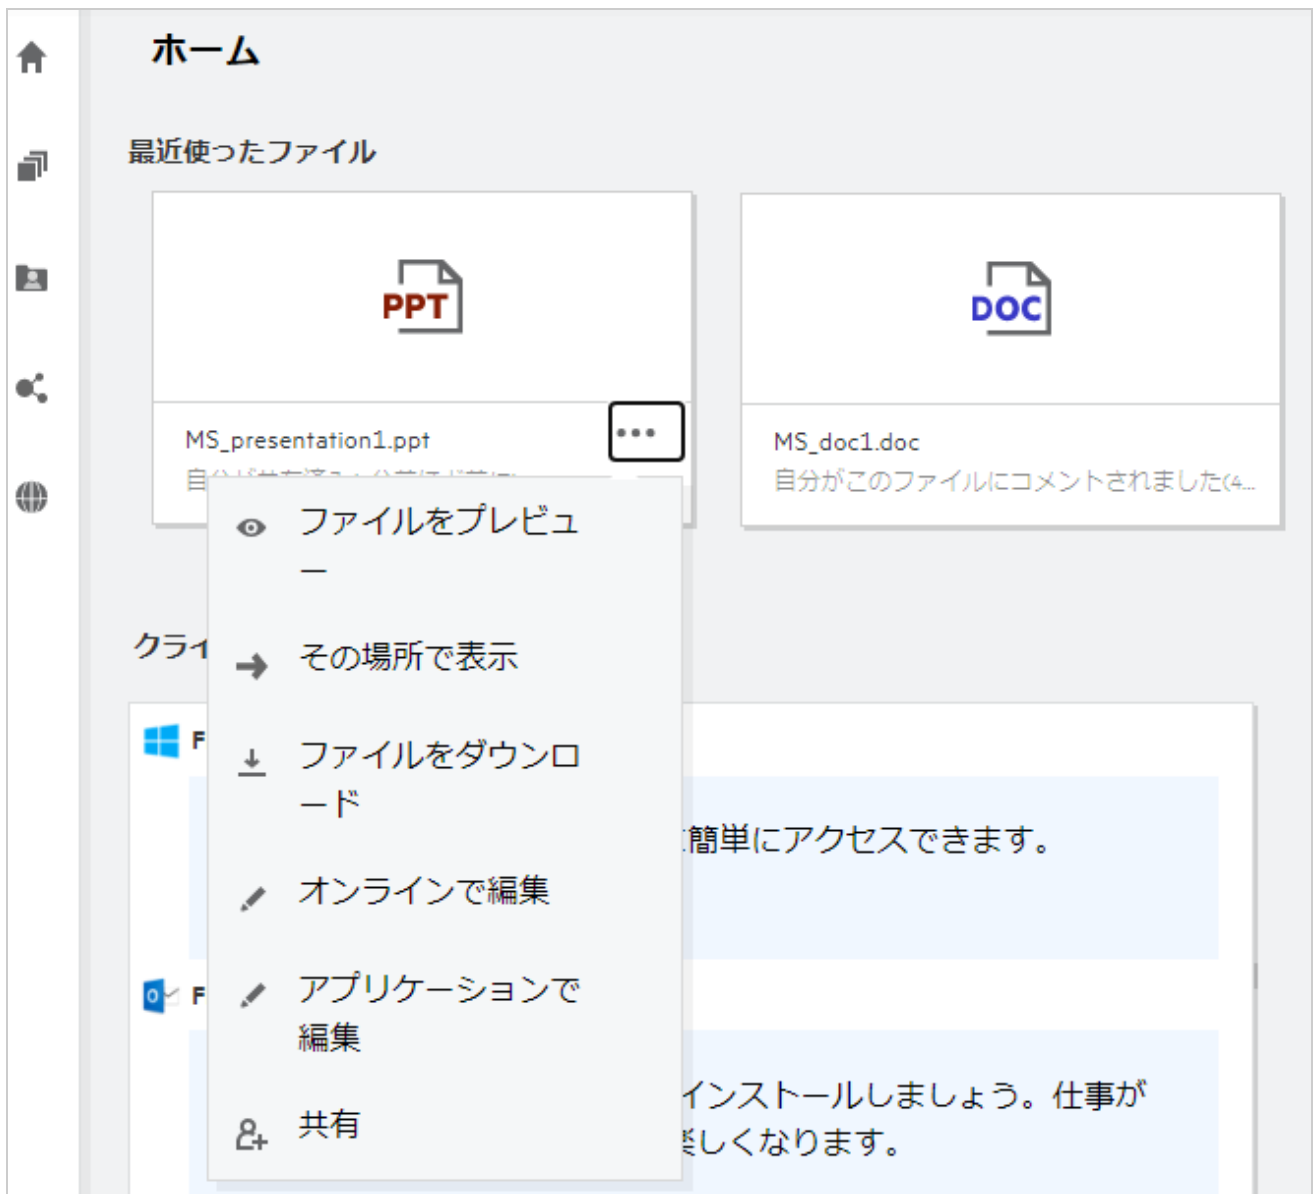 ホーム
最近使ったファイル
PPT
DOC
MS_presentation1.ppt
MS_doc1.doc
自分がこのファイルにコメントされました(4...
ファイルをプレビュ
ー
その場所で表示
ファイルをダウンロ
ード
オンラインで編集
アプリケーションで
編集
共有
クライ
F
簡単にアクセスできます。
F
インストールしましょう。仕事が
しくなります。